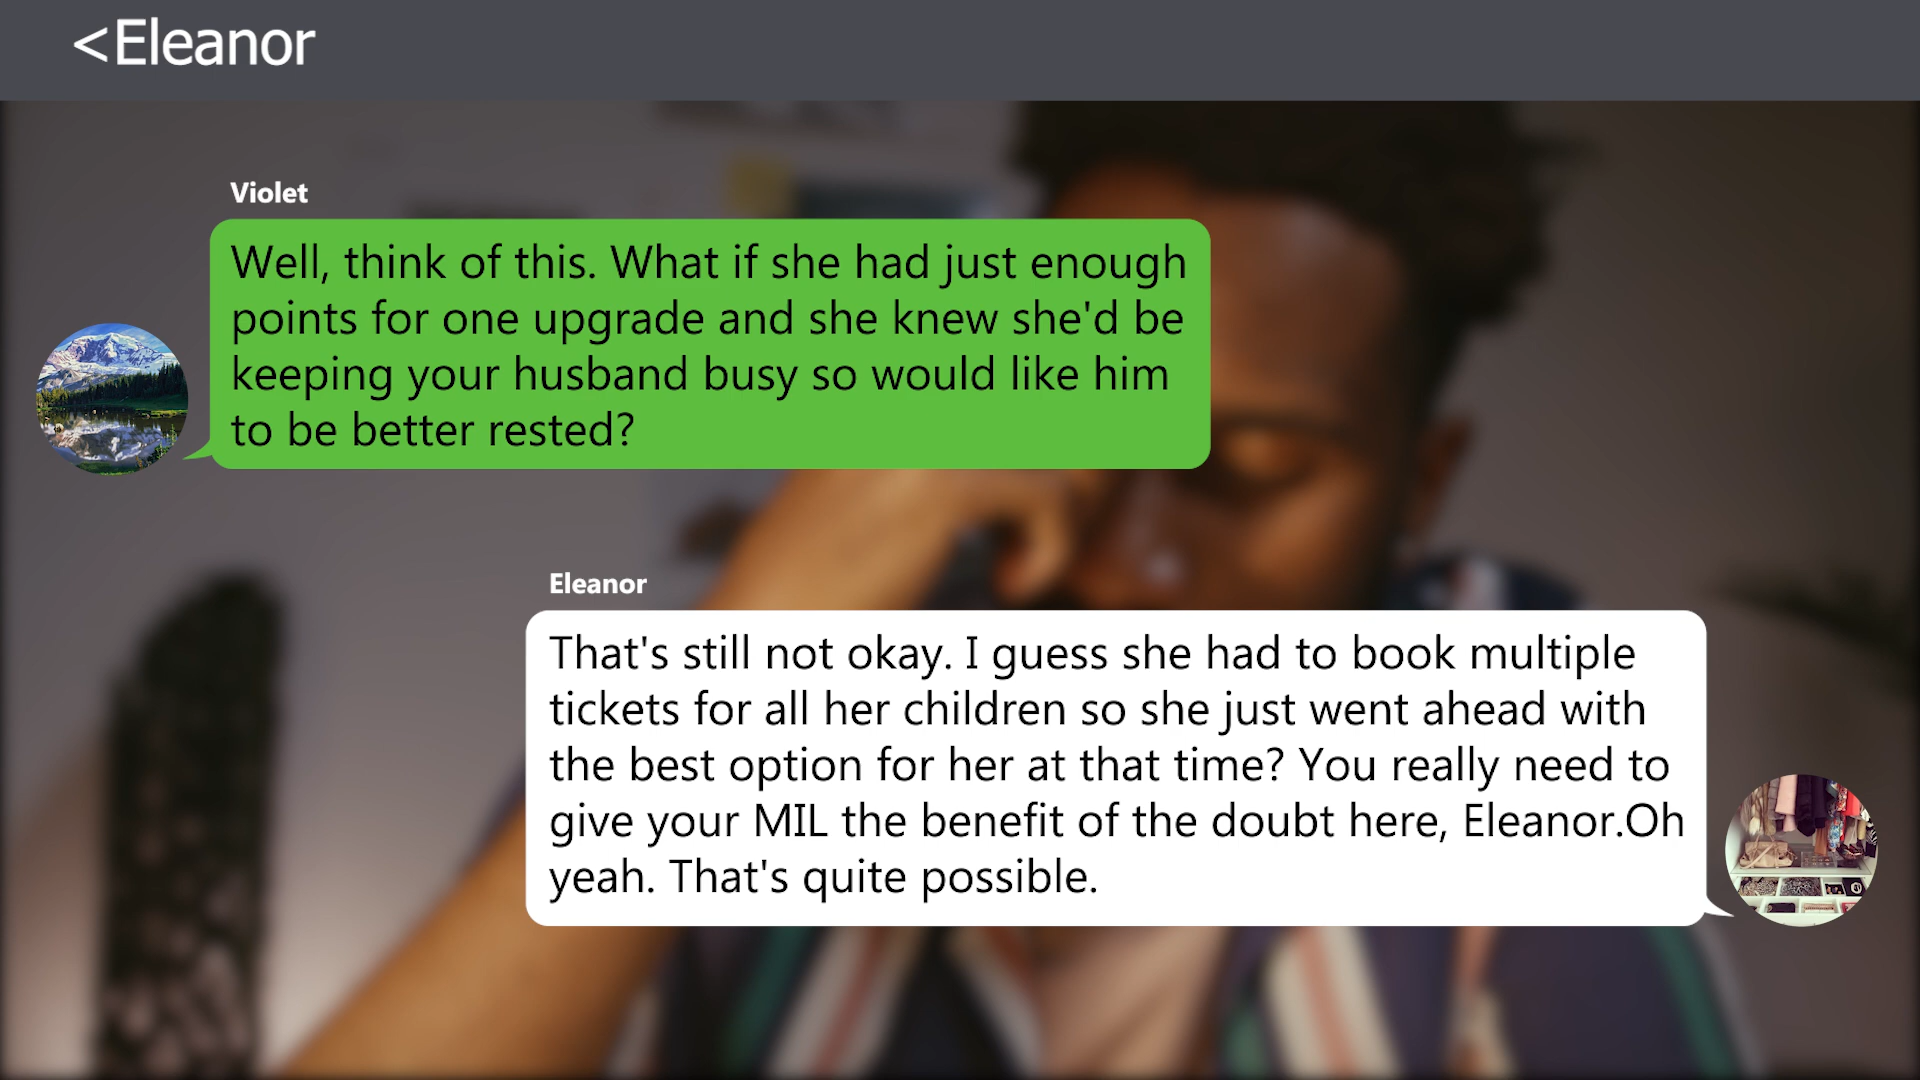 <Eleanor
Violet
Well, think of this. What if she had just enough
points for one upgrade and she knew she'd be
keeping your husband busy so would like him
to be better rested?
Eleanor
That's still not okay. I guess she had to book multiple
tickets for all her children so she just went ahead with
the best option for her at that time? You really need to
give your MIL the benefit of the doubt here, Eleanor.Oh
yeah. That's quite possible.